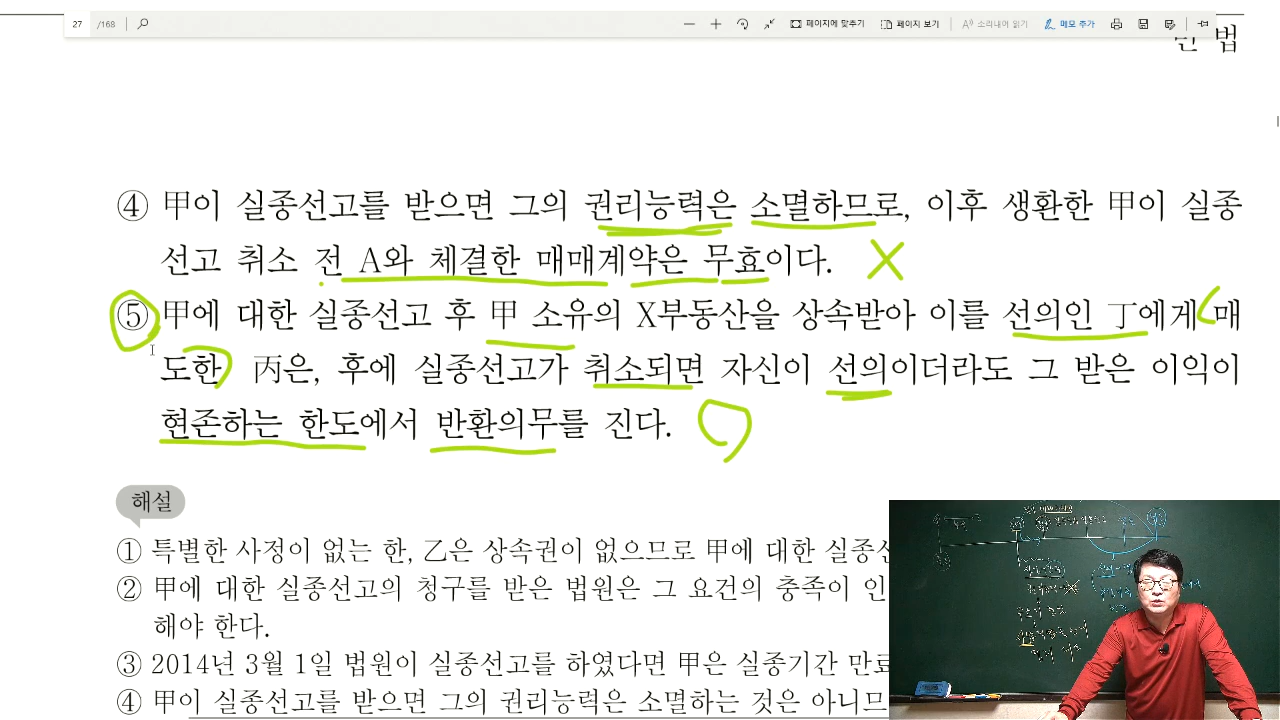 27 /168 페이지에 맞추기 페이지 보기 소리내어 읽기 메모 추가
민 법
④ 甲이 실종선고를 받으면 그의 권리능력은 소멸하므로, 이후 생환한 甲이 실종
선고 취소 전 A와 체결한 매매계약은 무효이다.
⑤ 甲에 대한 실종선고 후 甲 소유의 X부동산을 상속받아 이를 선의인 丁에게 매
도한 丙은, 후에 실종선고가 취소되면 자신이 선의이더라도 그 받은 이익이
현존하는 한도에서 반환의무를 진다.
해설
① 특별한 사정이 없는 한, 乙은 상속권이 없으므로 甲에 대한 실종선
② 甲에 대한 실종선고의 청구를 받은 법원은 그 요건의 충족이 인
해야 한다.
③ 2014년 3월 1일 법원이 실종선고를 하였다면 甲은 실종기간 만료
④ 甲이 실종선고를 받으면 그의 권리능력은 소멸하는 것은 아니므